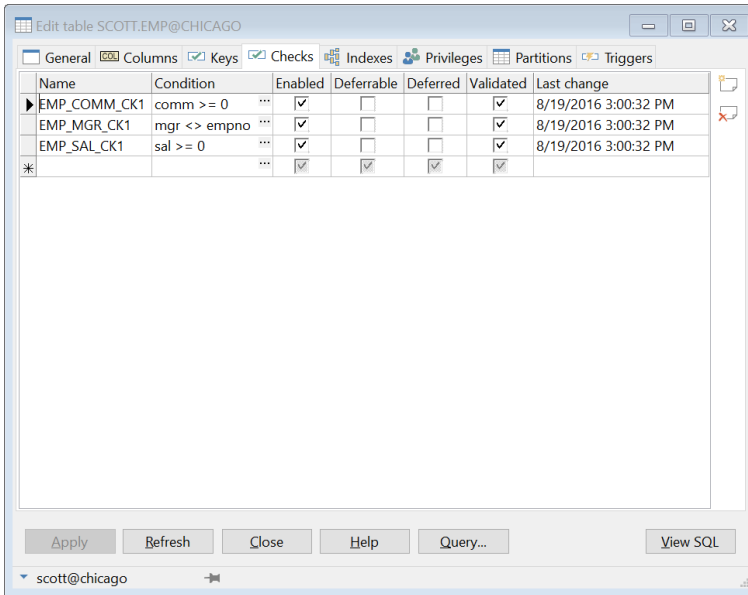 Edit table SCOTT.EMP@CHICAGO
General COL Columns Keys Checks Indexes Privileges Partitions Triggers
Name Condition Enabled Deferrable Deferred Validated Last change
EMP_COMM_CK1 comm >= 0 ... 8/19/2016 3:00:32 PM
EMP_MGR_CK1 mgr <> empno ... 8/19/2016 3:00:32 PM
EMP_SAL_CK1 sal >= 0 ... 8/19/2016 3:00:32 PM
...
Apply Refresh Close Help Query... View SQL
scott@chicago